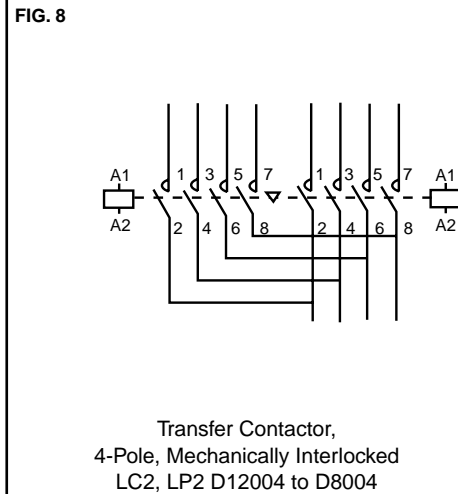 FIG. 8
1 3 5 7 1 3 5 7
A1 A1
A2 A2
2 4 6 8 2 4 6 8
Transfer Contactor,
4-Pole, Mechanically Interlocked
LC2, LP2 D12004 to D8004